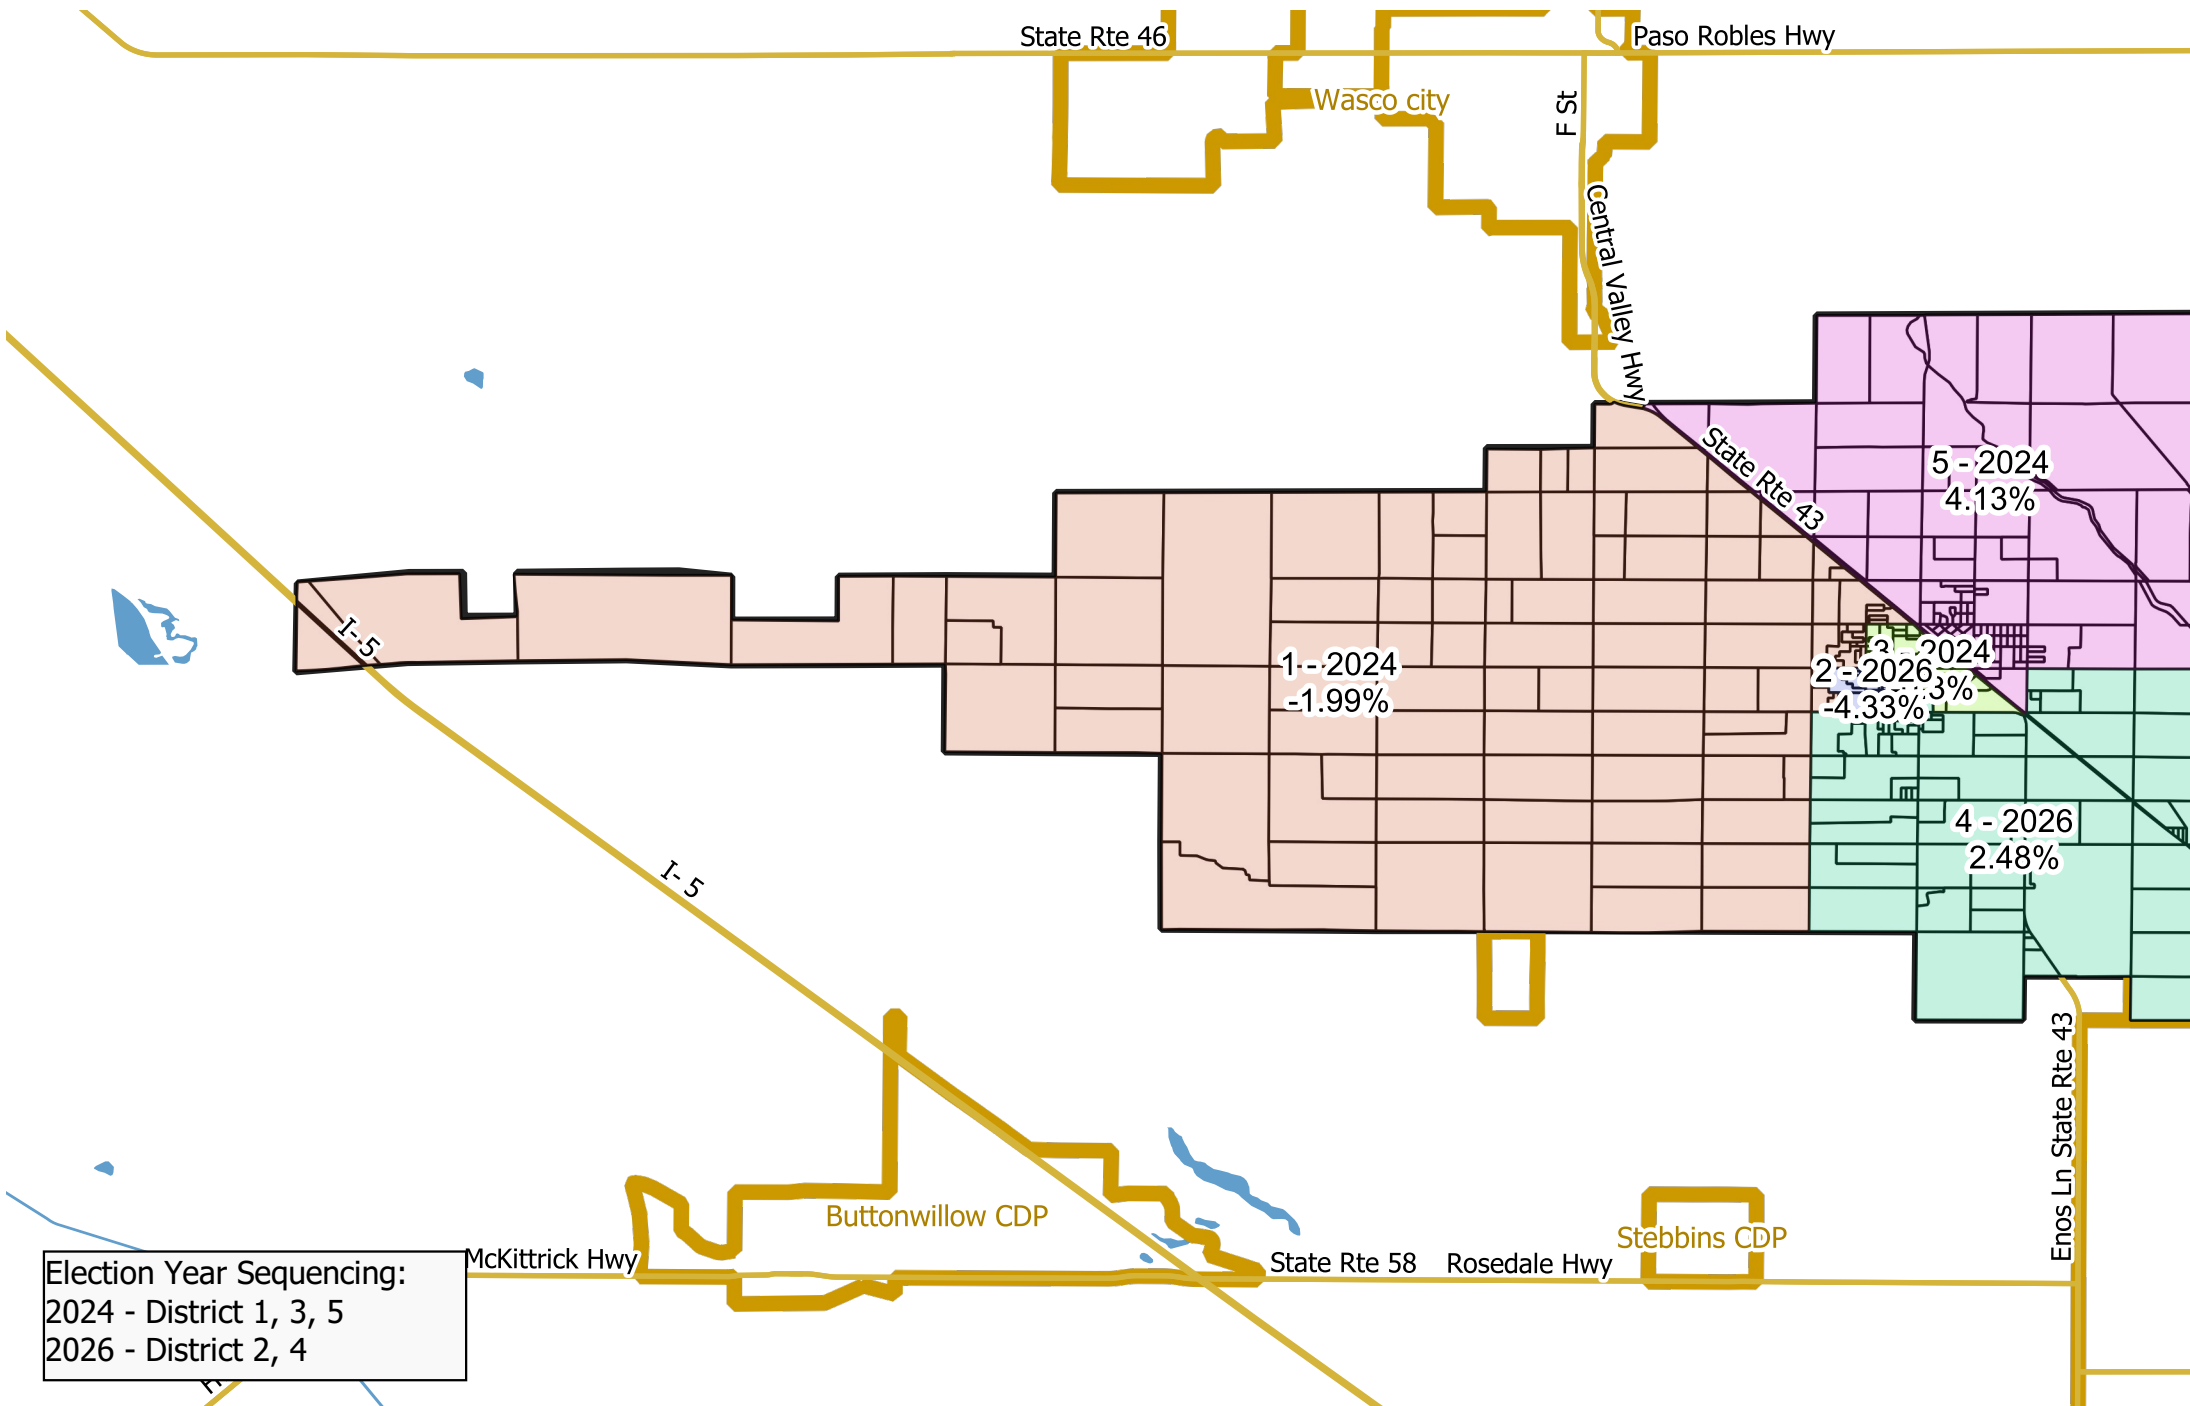 State Rte 46
Paso Robles Hwy
Wasco city
F St
Central Valley Hwy
State Rte 43
5 - 2024
4.13%
I- 5
1 - 2024
-1.99%
3 - 2024
3%
2 - 2026
-4.33%
4 - 2026
2.48%
I- 5
Enos Ln State Rte 43
Buttonwillow CDP
Stebbins CDP
McKittrick Hwy
State Rte 58
Rosedale Hwy
Election Year Sequencing:
2024 - District 1, 3, 5
2026 - District 2, 4